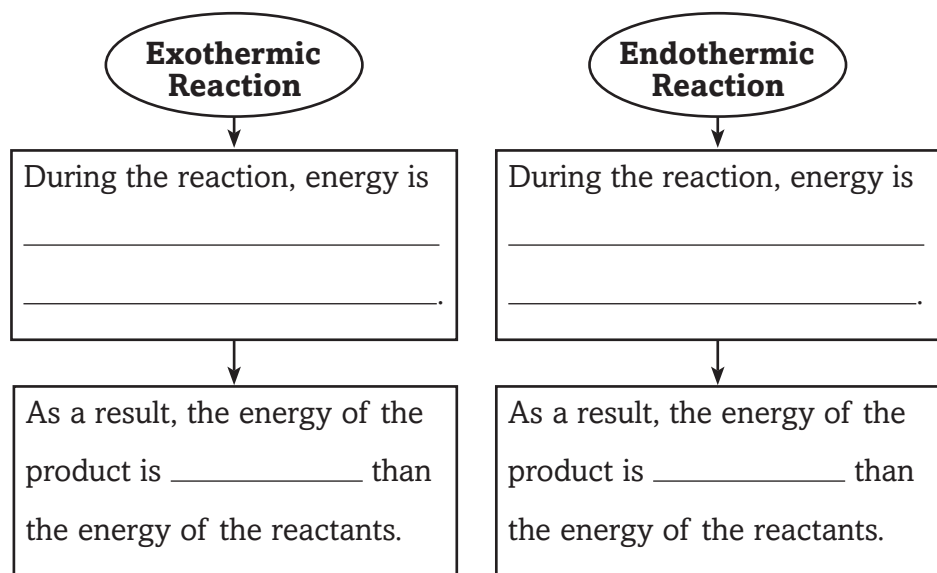 Exothermic
Reaction
During the reaction, energy is
.
As a result, the energy of the
product is ____________ than
the energy of the reactants.
Endothermic
Reaction
During the reaction, energy is
.
As a result, the energy of the
product is ____________ than
the energy of the reactants.